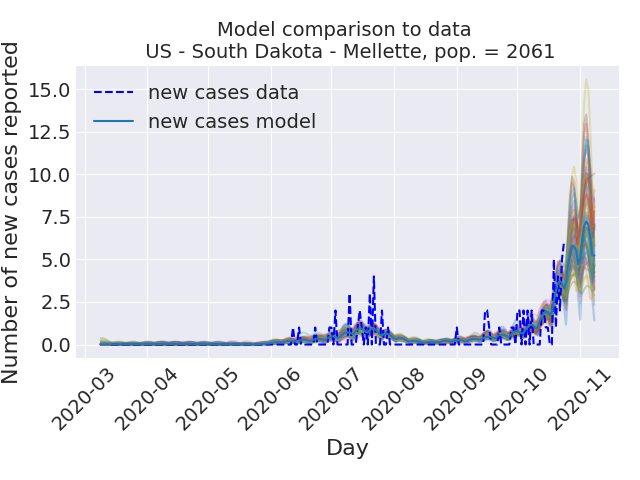 Model comparison to data
US - South Dakota - Mellette, pop. = 2061
new cases data
new cases model
Number of new cases reported
15.0
12.5
10.0
7.5
5.0
2.5
0.0
2020-03
2020-04
2020-05
2020-06
2020-07
2020-08
2020-09
2020-10
2020-11
Day